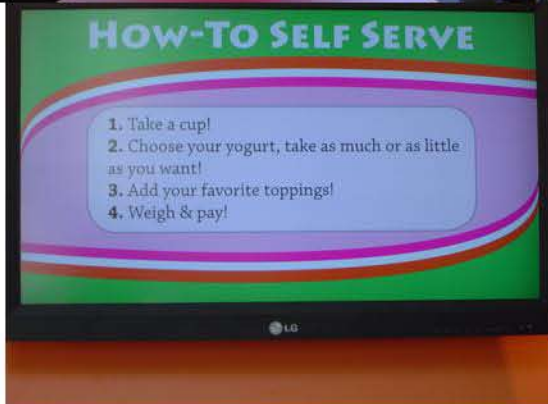 HOW-TO SELF SERVE
1. Take a cup!
2. Choose your yogurt, take as much or as little
as you want!
3. Add your favorite toppings!
4. Weigh & pay!
LG